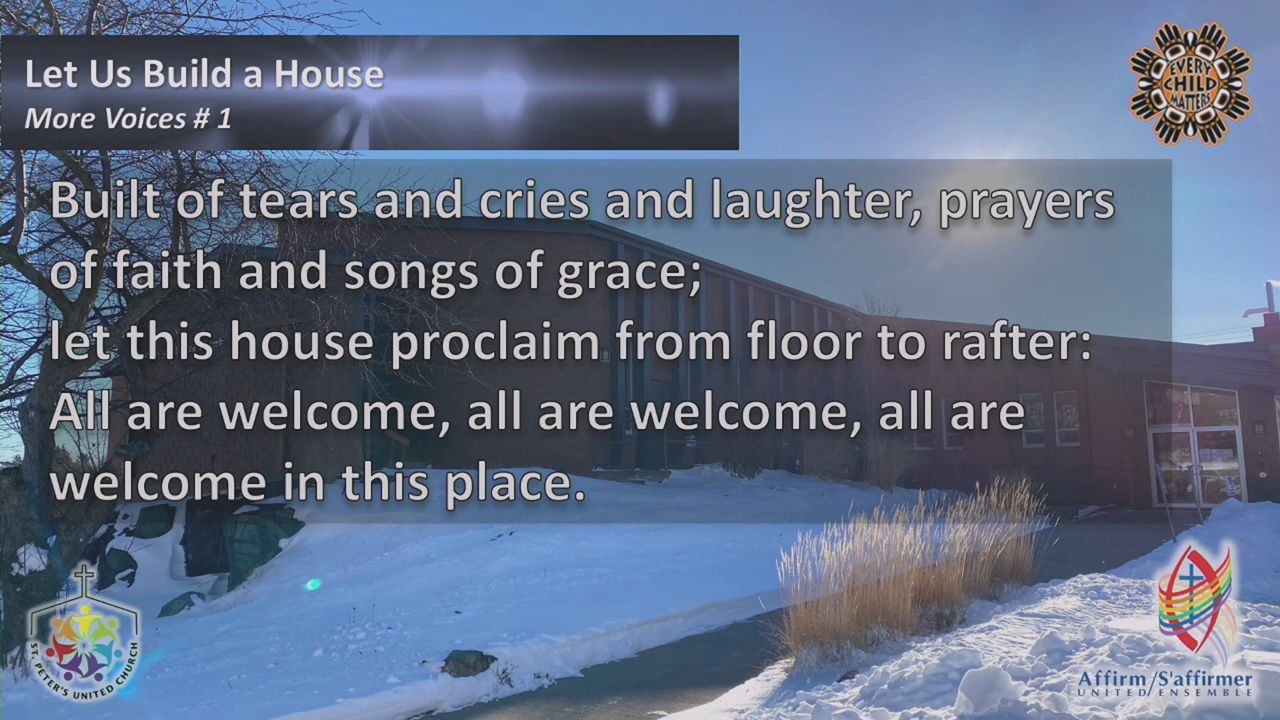 Let Us Build a House
More Voices # 1
EVERY
CHILD
MATTERS
Built of tears and cries and laughter, prayers
of faith and songs of grace;
let this house proclaim from floor to rafter:
All are welcome, all are welcome, all are
welcome in this place.
ST. PETER'S UNITED CHURCH
Affirm/S'affirmer
UNITED/ENSEMBLE